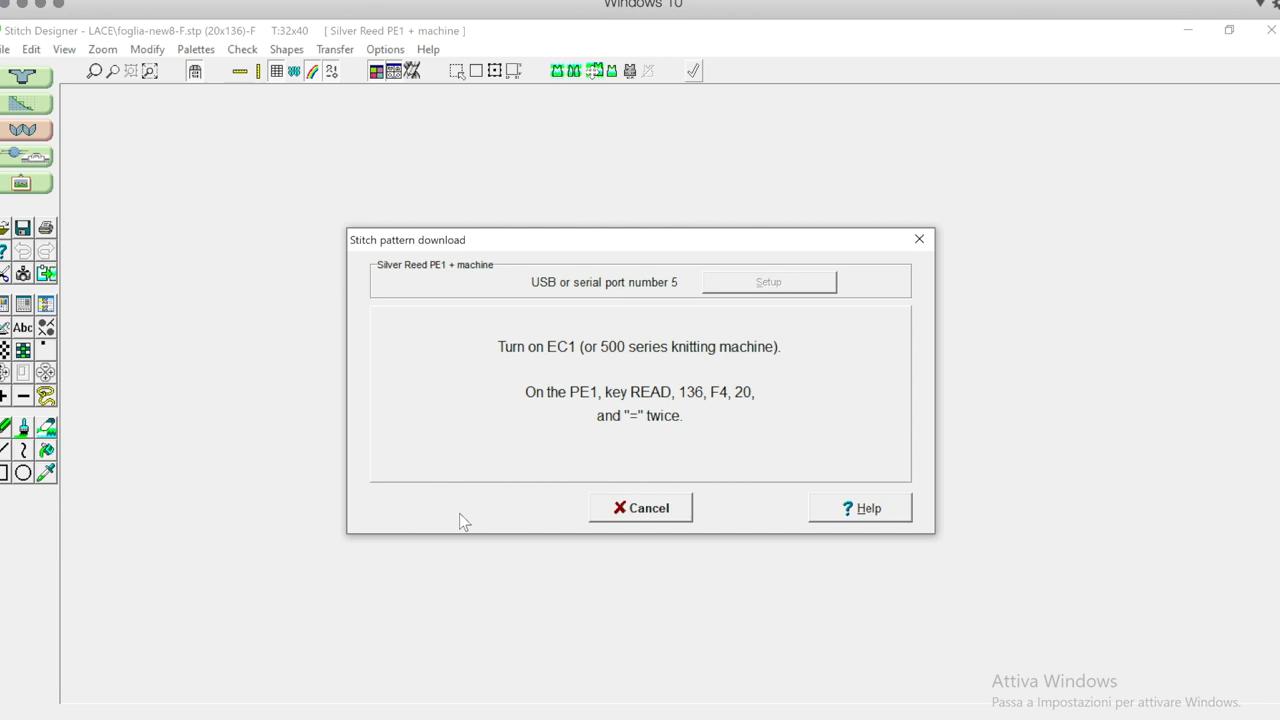 Windows 10
Stitch Designer - LACE\foglia-new8-F.stp (20x136)-F T:32x40 [ Silver Reed PE1 + machine ]
ile Edit View Zoom Modify Palettes Check Shapes Transfer Options Help
Stitch pattern download
Silver Reed PE1 + machine
USB or serial port number 5 Setup
Turn on EC1 (or 500 series knitting machine).
On the PE1, key READ, 136, F4, 20,
and "=" twice.
Cancel ? Help
Abc
Attiva Windows
Passa a Impostazioni per attivare Windows.